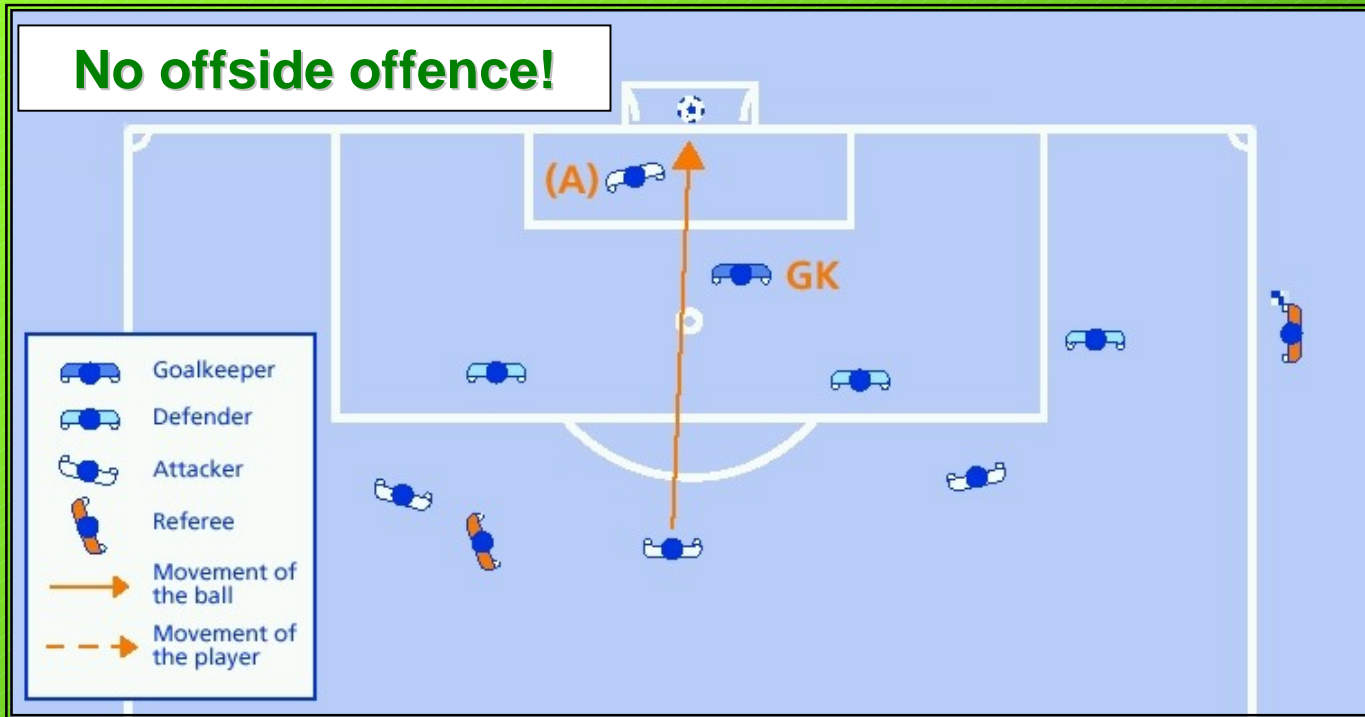 No offside offence!
(A)
GK
Goalkeeper
Defender
Attacker
Referee
Movement of
the ball
Movement of
the player